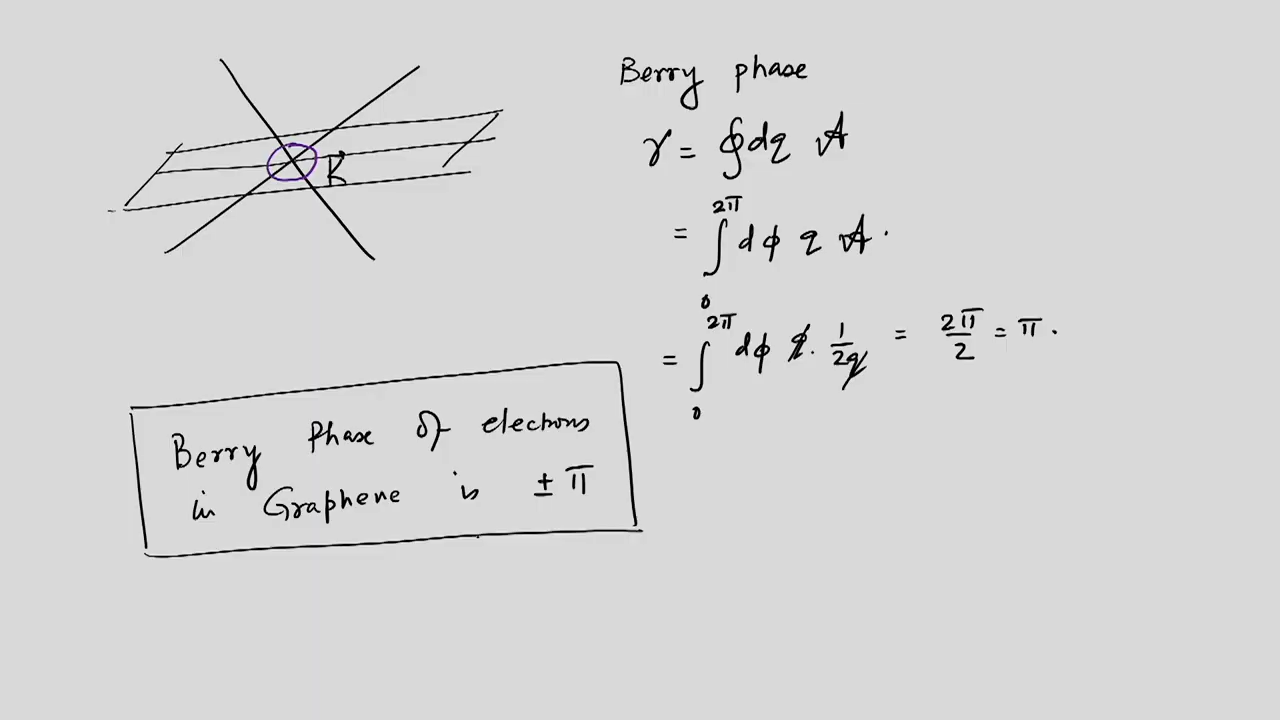 Berry phase
γ = ∮dq 𝒜
= ∫₀^2π dφ q 𝒜.
= ∫₀^2π dφ q. 1/2q = 2π/2 = π.
K
Berry Phase of electrons
in Graphene is ± π